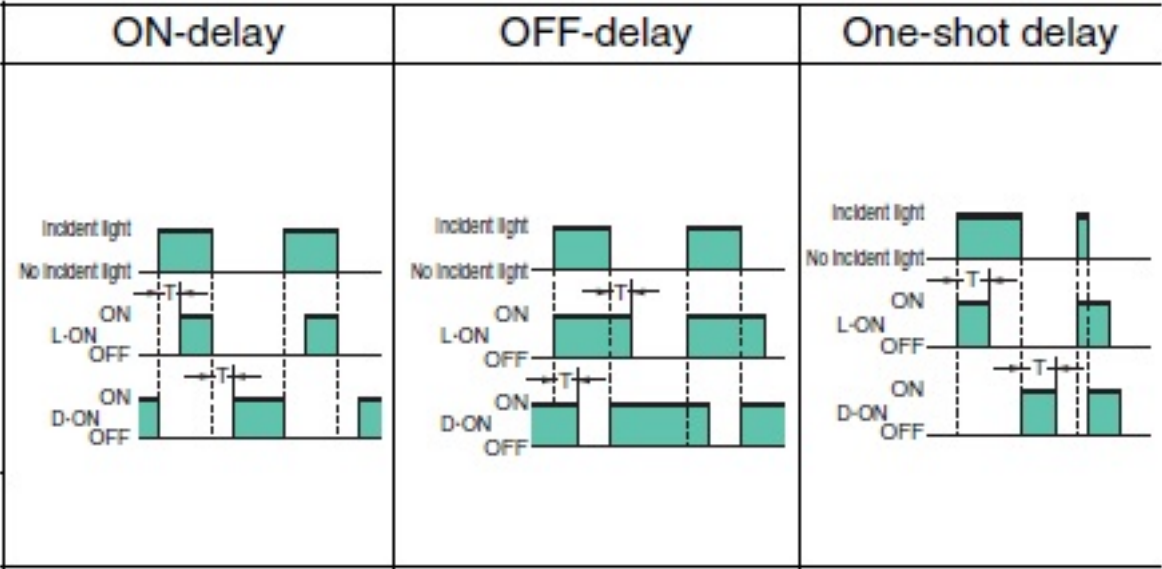 ON-delay
OFF-delay
One-shot delay
Incident light
No incident light
T
ON
L-ON
OFF
T
ON
D-ON
OFF
Incident light
No incident light
T
ON
L-ON
OFF
T
ON
D-ON
OFF
Incident light
No incident light
T
ON
L-ON
OFF
T
ON
D-ON
OFF